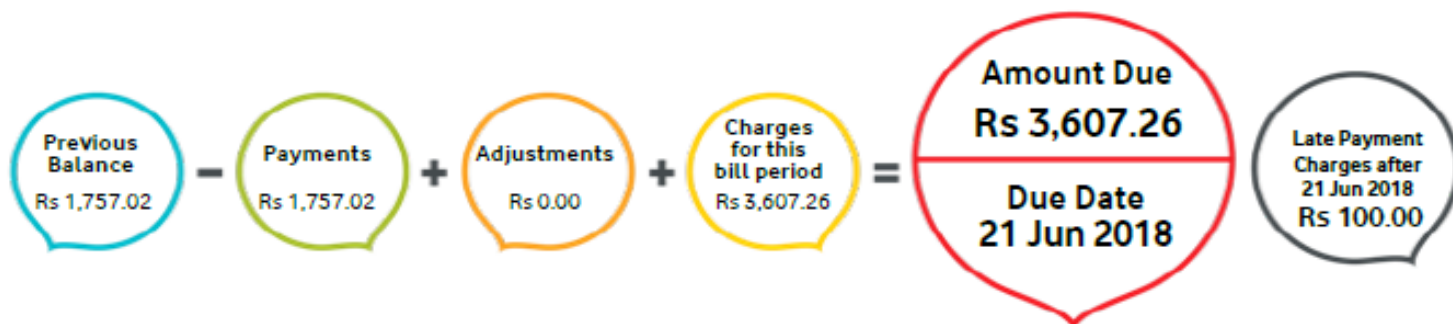 Previous
Balance
Rs 1,757.02
-
Payments
Rs 1,757.02
+
Adjustments
Rs 0.00
+
Charges
for this
bill period
Rs 3,607.26
=
Amount Due
Rs 3,607.26
Due Date
21 Jun 2018
Late Payment
Charges after
21 Jun 2018
Rs 100.00